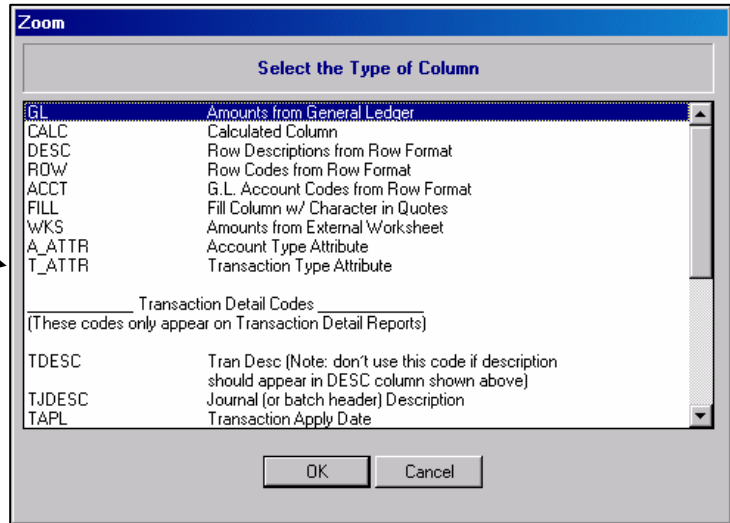 Zoom
Select the Type of Column
GL Amounts from General Ledger
CALC Calculated Column
DESC Row Descriptions from Row Format
ROW Row Codes from Row Format
ACCT G.L. Account Codes from Row Format
FILL Fill Column w/ Character in Quotes
WKS Amounts from External Worksheet
A_ATTR Account Type Attribute
T_ATTR Transaction Type Attribute
____________ Transaction Detail Codes ____________
(These codes only appear on Transaction Detail Reports)
TDESC Tran Desc (Note: don't use this code if description
should appear in DESC column shown above)
TJDESC Journal (or batch header) Description
TAPL Transaction Apply Date
OK Cancel